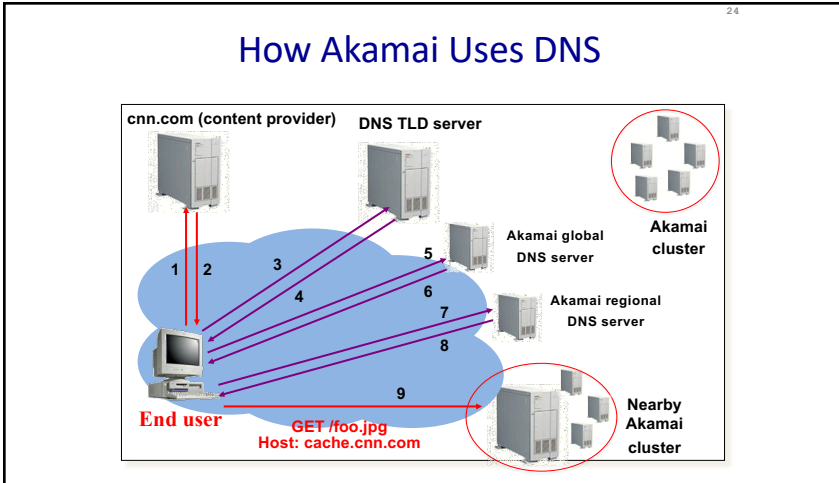 24
How Akamai Uses DNS
cnn.com (content provider)
DNS TLD server
Akamai
cluster
Akamai global
DNS server
Akamai regional
DNS server
1
2
3
4
5
6
7
8
9
End user
GET /foo.jpg
Host: cache.cnn.com
Nearby
Akamai
cluster